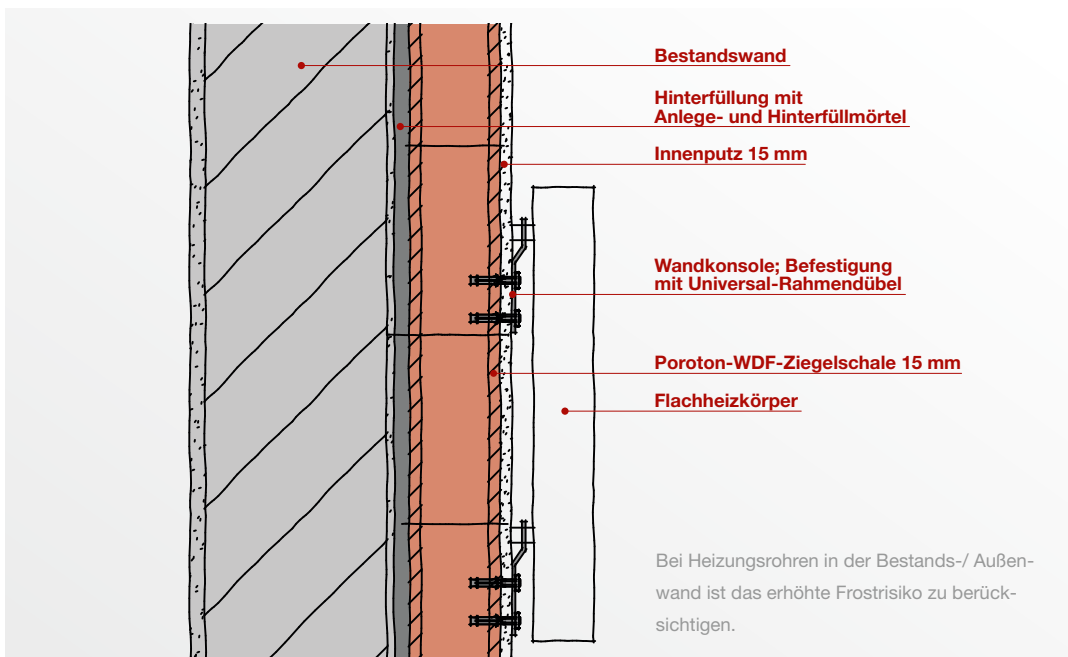 Bestandswand
Hinterfüllung mit
Anlege- und Hinterfüllmörtel
Innenputz 15 mm
Wandkonsole; Befestigung
mit Universal-Rahmendübel
Poroton-WDF-Ziegelschale 15 mm
Flachheizkörper
Bei Heizungsrohren in der Bestands-/ Außen-
wand ist das erhöhte Frostrisiko zu berück-
sichtigen.